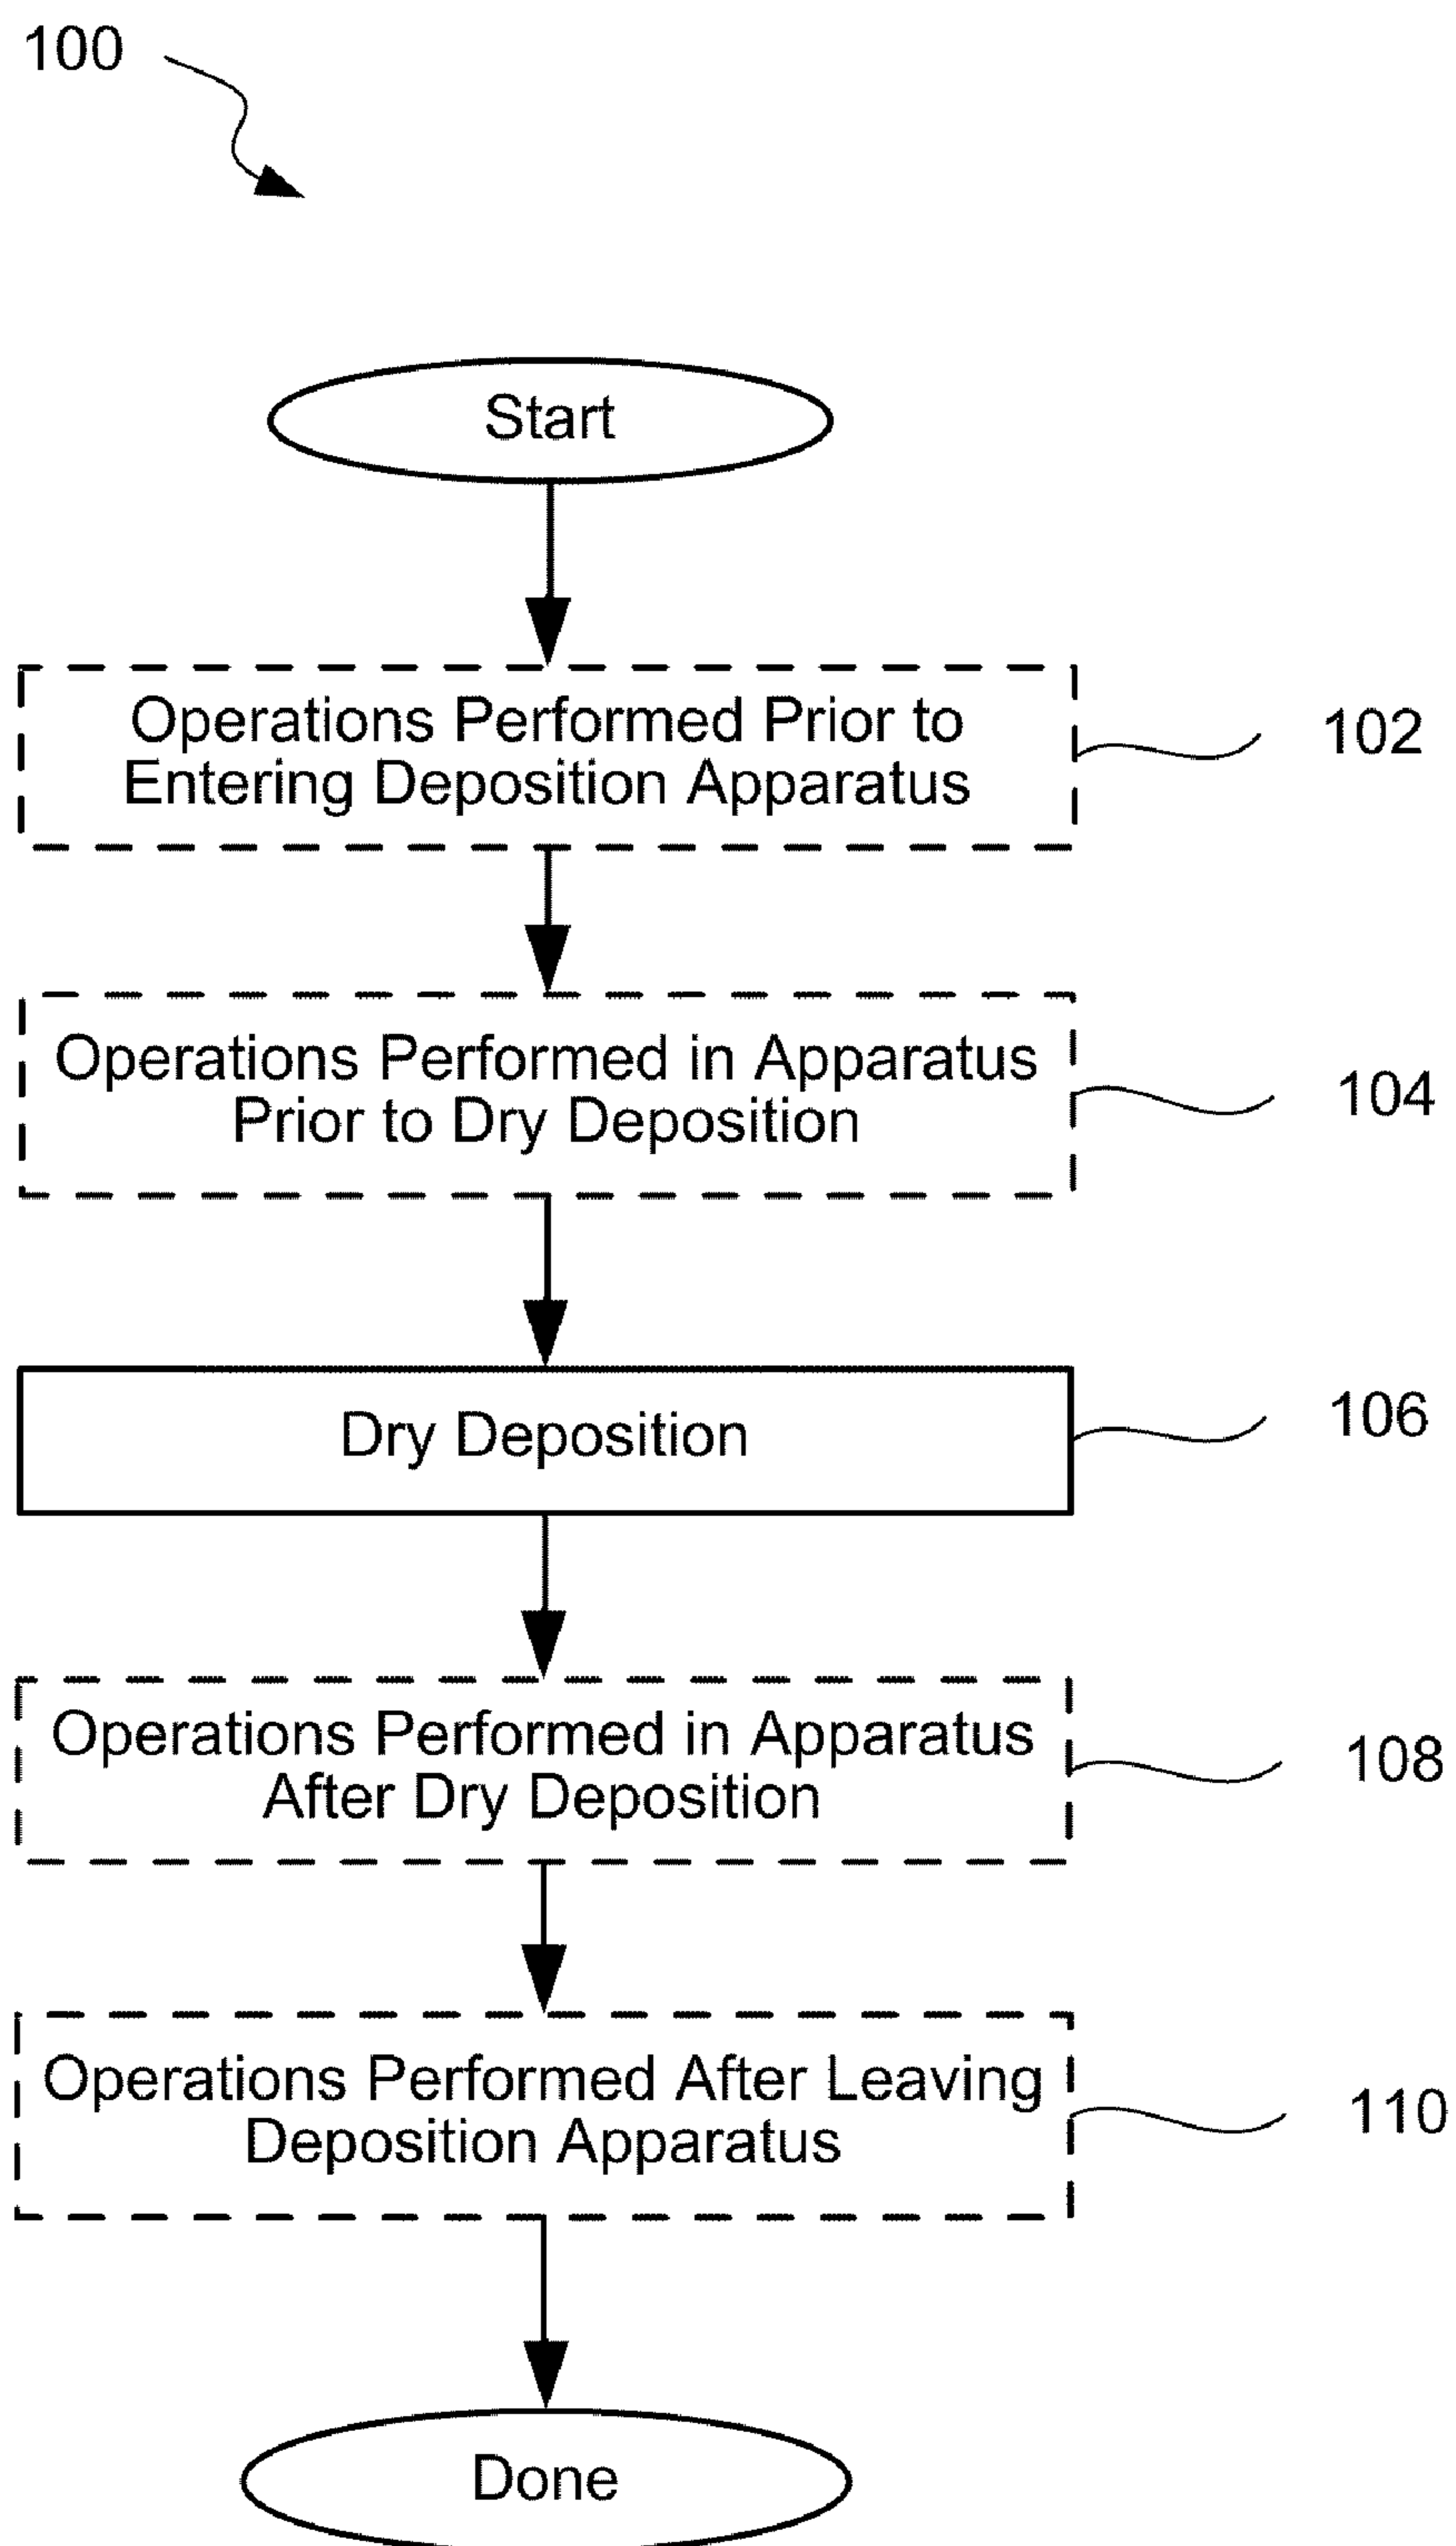 100
Start
Operations Performed Prior to
Entering Deposition Apparatus
102
Operations Performed in Apparatus
Prior to Dry Deposition
104
Dry Deposition
106
Operations Performed in Apparatus
After Dry Deposition
108
Operations Performed After Leaving
Deposition Apparatus
110
Done